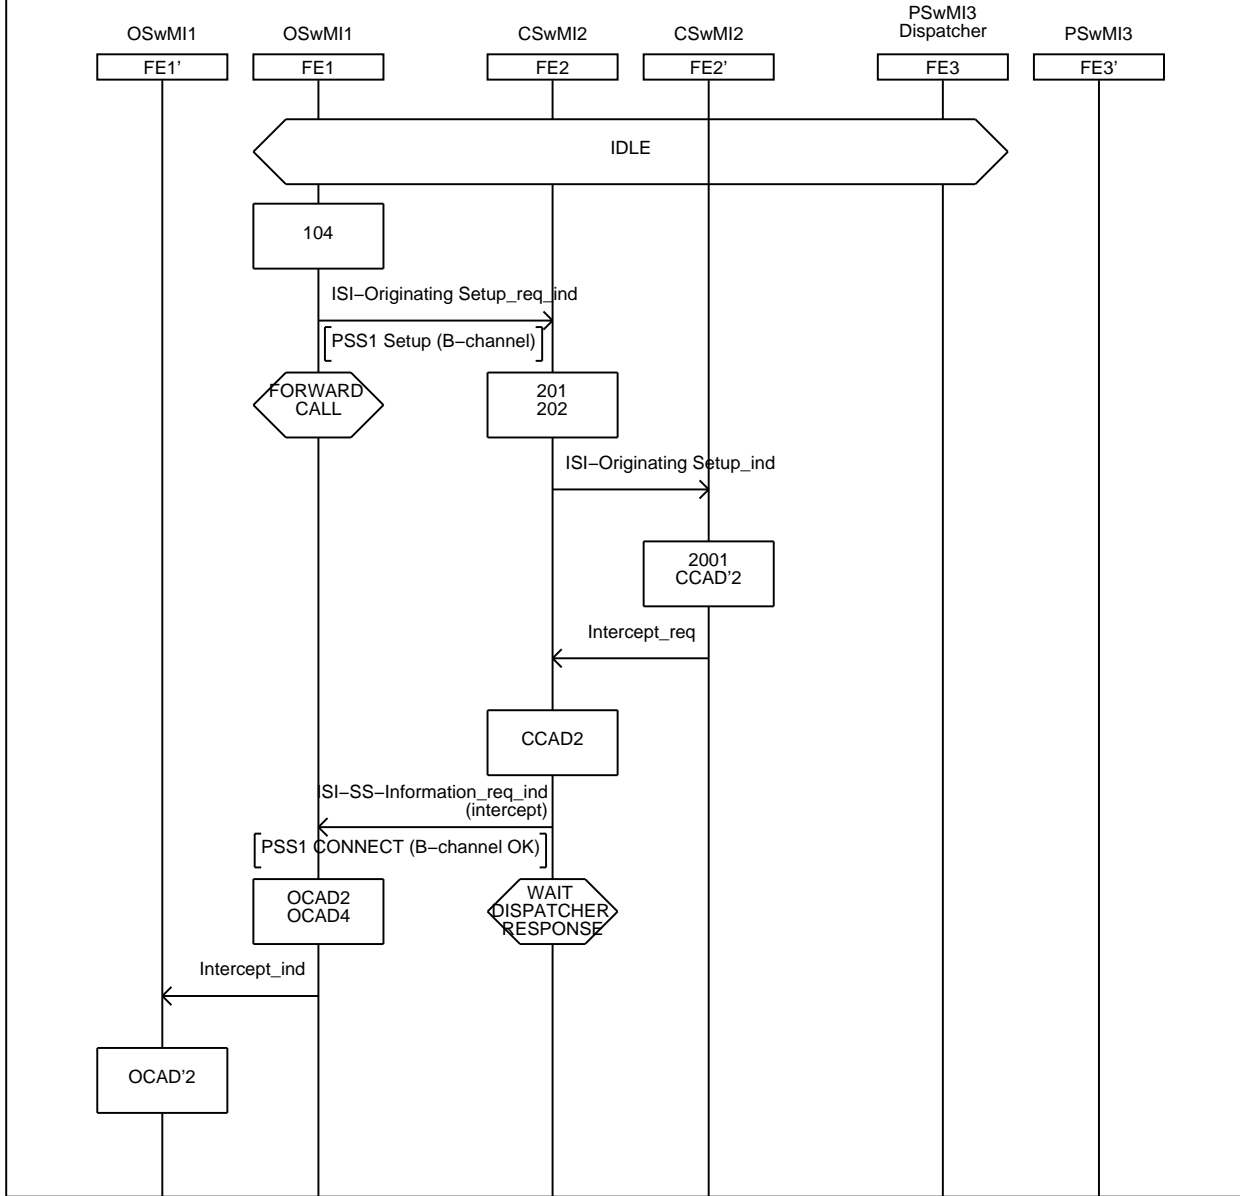 OSwMI1
OSwMI1
CSwMI2
CSwMI2
PSwMI3
Dispatcher
PSwMI3
FE1'
FE1
FE2
FE2'
FE3
FE3'
IDLE
104
ISI−Originating Setup_req_ind
PSS1 Setup (B−channel)
FORWARD
CALL
201
202
ISI−Originating Setup_ind
2001
CCAD'2
Intercept_req
CCAD2
ISI−SS−Information_req_ind
(intercept)
PSS1 CONNECT (B−channel OK)
OCAD2
OCAD4
WAIT
DISPATCHER
RESPONSE
Intercept_ind
OCAD'2